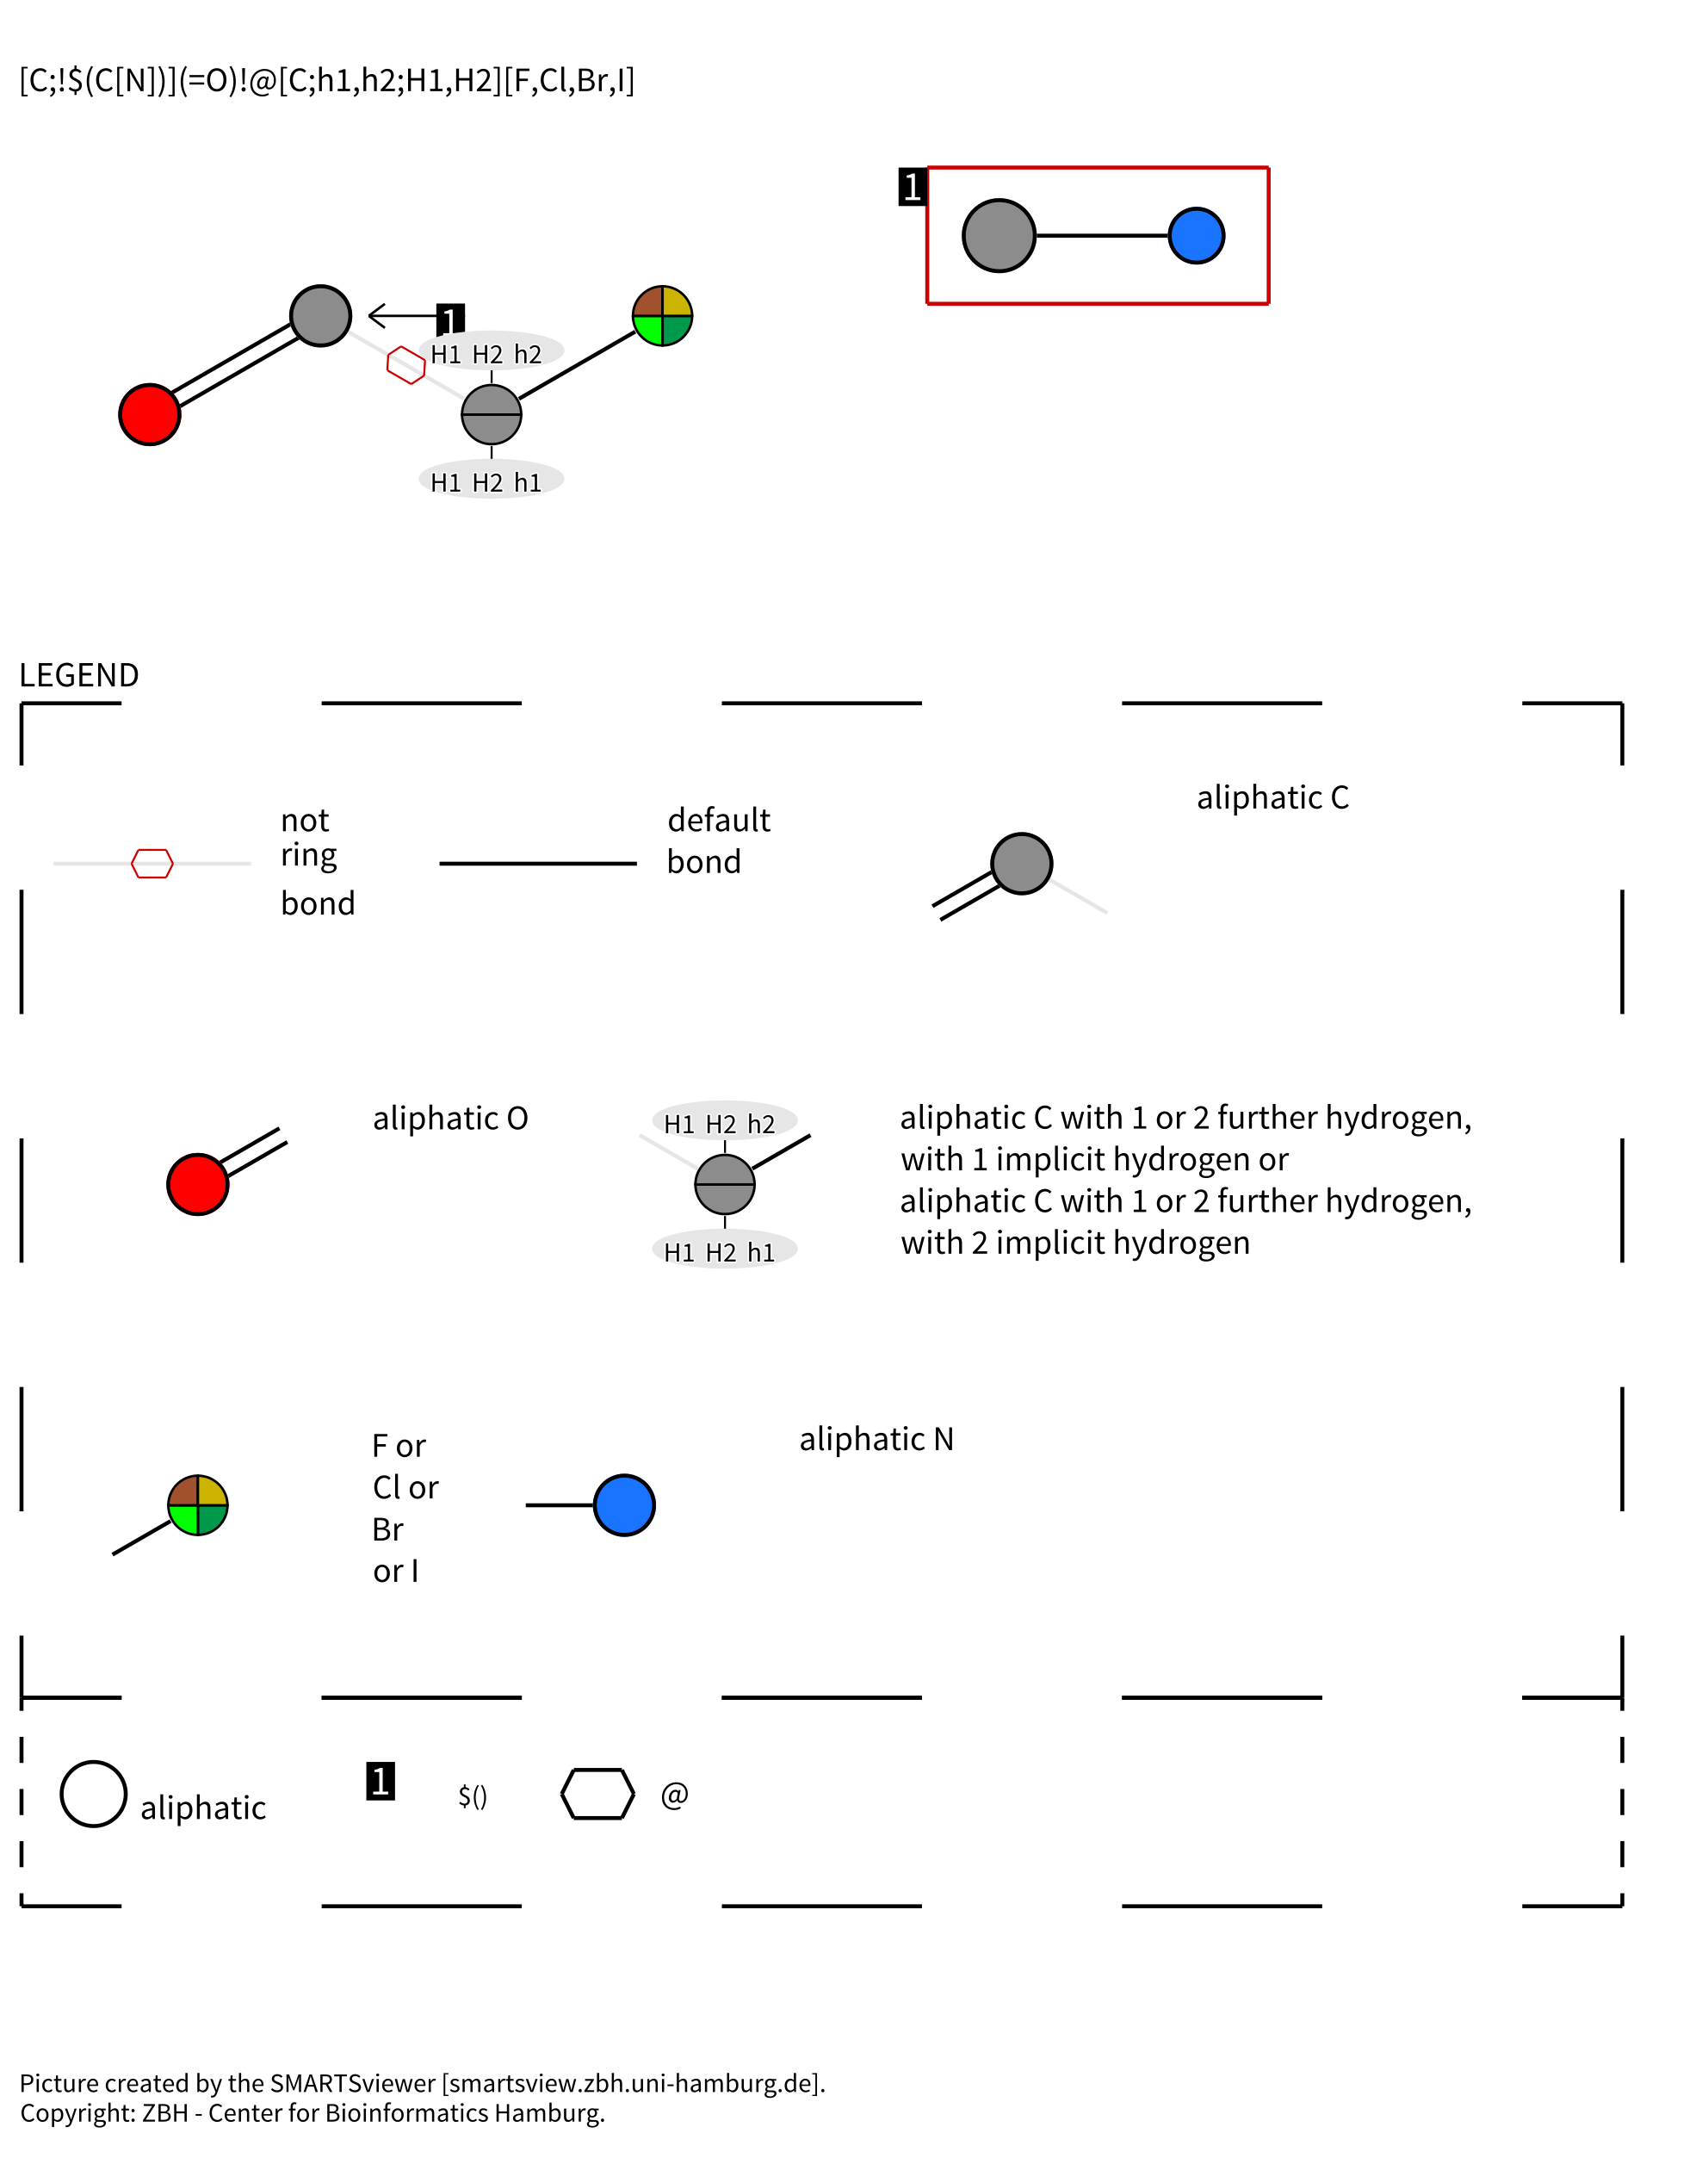 [C;!$(C[N])](=O)!@[C;h1,h2;H1,H2][F,Cl,Br,I]
1
1
H1 H2 h2
H1 H2 h1
LEGEND
not
ring
bond
default
bond
aliphatic C
aliphatic O
H1 H2 h2
H1 H2 h1
aliphatic C with 1 or 2 further hydrogen,
with 1 implicit hydrogen or
aliphatic C with 1 or 2 further hydrogen,
with 2 implicit hydrogen
F or
Cl or
Br
or I
aliphatic N
aliphatic
1
$()
@
Picture created by the SMARTSviewer [smartsview.zbh.uni-hamburg.de].
Copyright: ZBH - Center for Bioinformatics Hamburg.